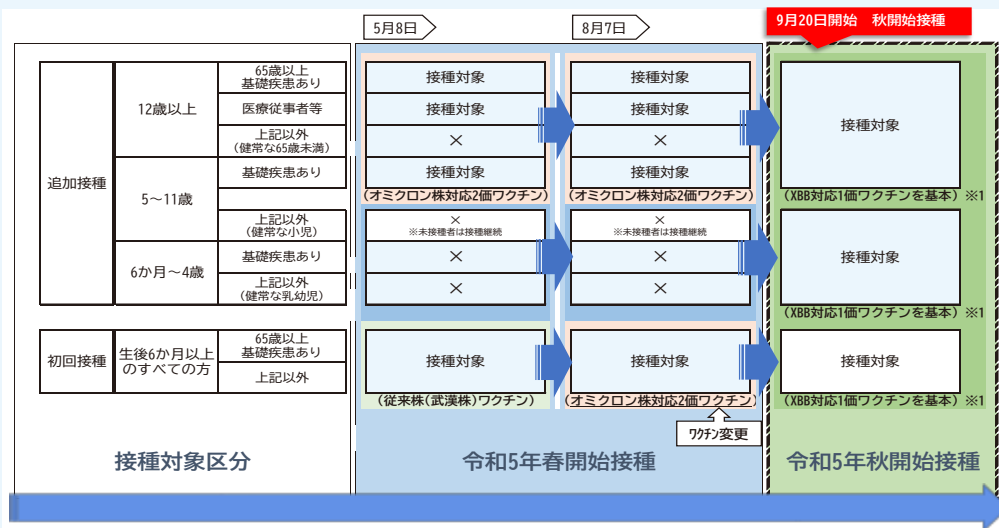 5月8日
8月7日
9月20日開始　秋開始接種
追加接種
12歳以上
65歳以上
基礎疾患あり
接種対象
接種対象
接種対象
医療従事者等
接種対象
接種対象
上記以外
(健常な65歳未満)
×
×
5～11歳
基礎疾患あり
接種対象
接種対象
(オミクロン株対応2価ワクチン)
(オミクロン株対応2価ワクチン)
(XBB対応1価ワクチンを基本) ※1
上記以外
(健常な小児)
×
※未接種者は接種継続
×
※未接種者は接種継続
接種対象
6か月～4歳
基礎疾患あり
×
×
上記以外
(健常な乳幼児)
×
×
(XBB対応1価ワクチンを基本) ※1
初回接種
生後6か月以上
のすべての方
65歳以上
基礎疾患あり
上記以外
接種対象
接種対象
接種対象
(従来株(武漢株)ワクチン)
(オミクロン株対応2価ワクチン)
(XBB対応1価ワクチンを基本) ※1
ワクチン変更
接種対象区分
令和5年春開始接種
令和5年秋開始接種